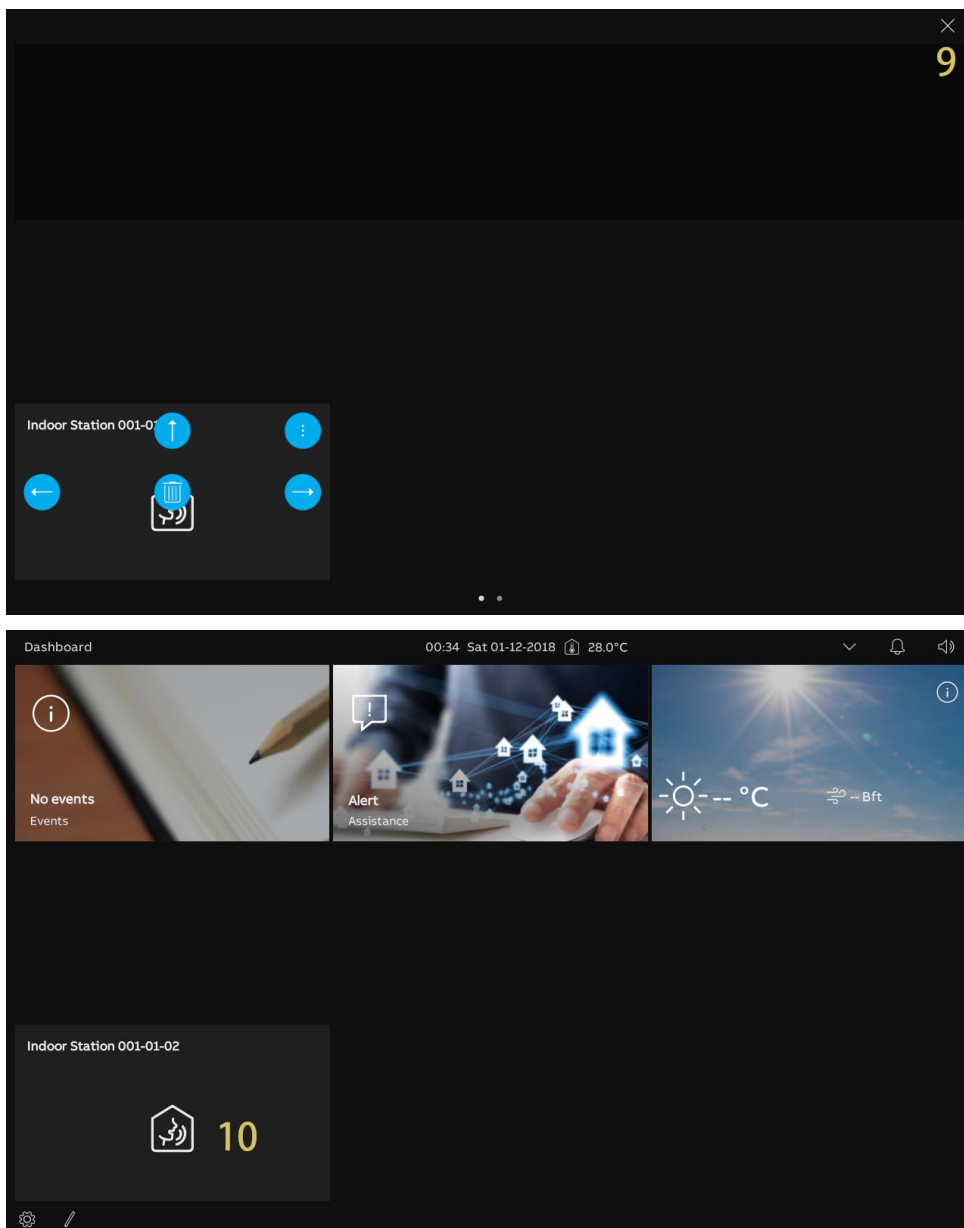 9
Indoor Station 001-0
Dashboard
00:34 Sat 01-12-2018 28.0°C
No events
Events
Alert
Assistance
-- °C
-- Bft
Indoor Station 001-01-02
10